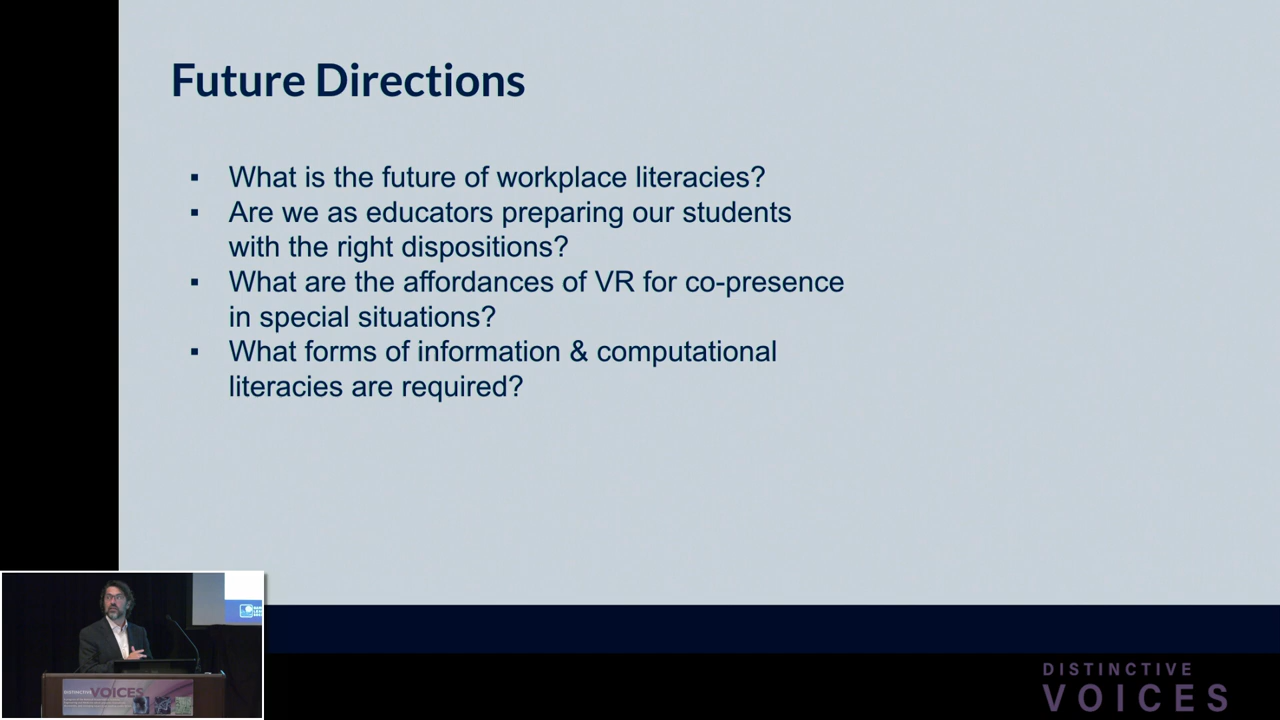 Future Directions
▪ What is the future of workplace literacies?
▪ Are we as educators preparing our students
with the right dispositions?
▪ What are the affordances of VR for co-presence
in special situations?
▪ What forms of information & computational
literacies are required?
DISTINCTIVE VOICES
DISTINCTIVE
VOICES